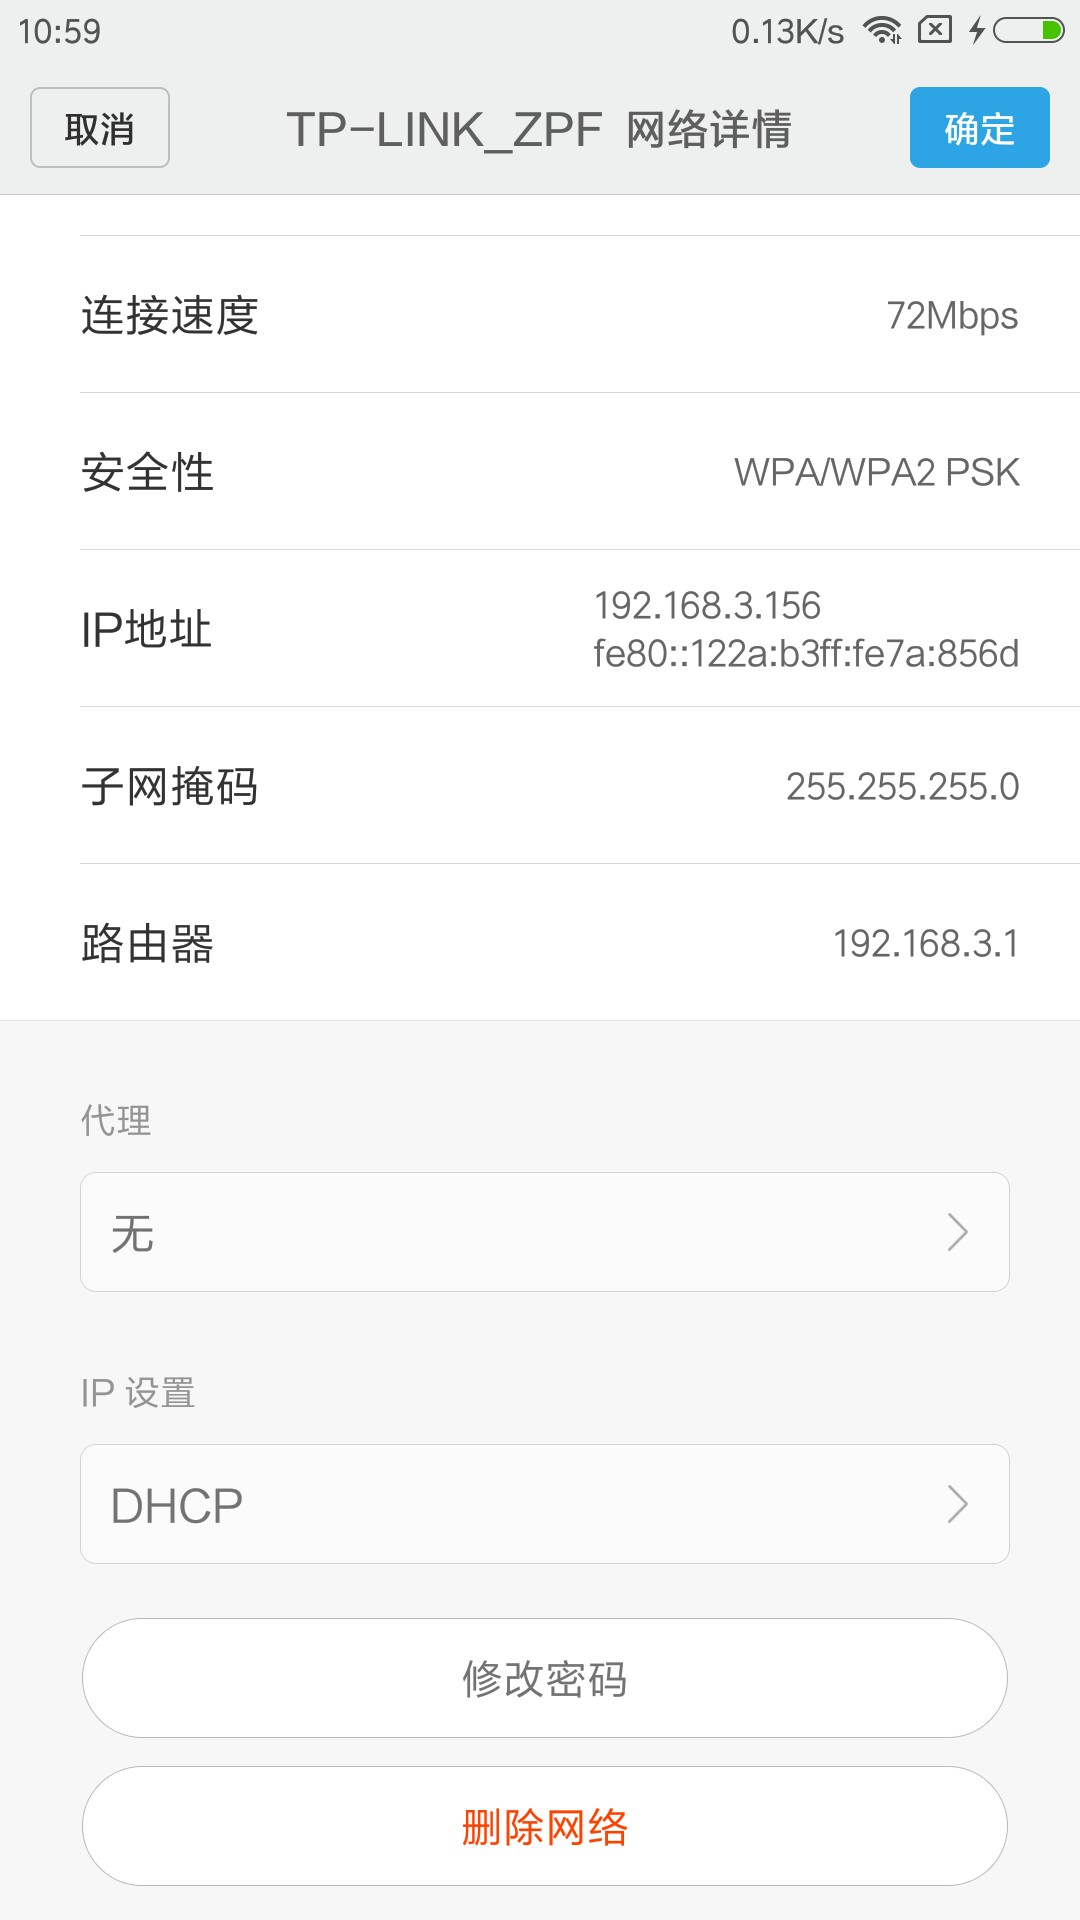 10:59 0.13K/s
取消 TP-LINK_ZPF 网络详情 确定
连接速度 72Mbps
安全性 WPA/WPA2 PSK
IP地址 192.168.3.156
fe80::122a:b3ff:fe7a:856d
子网掩码 255.255.255.0
路由器 192.168.3.1
代理
无
IP 设置
DHCP
修改密码
删除网络